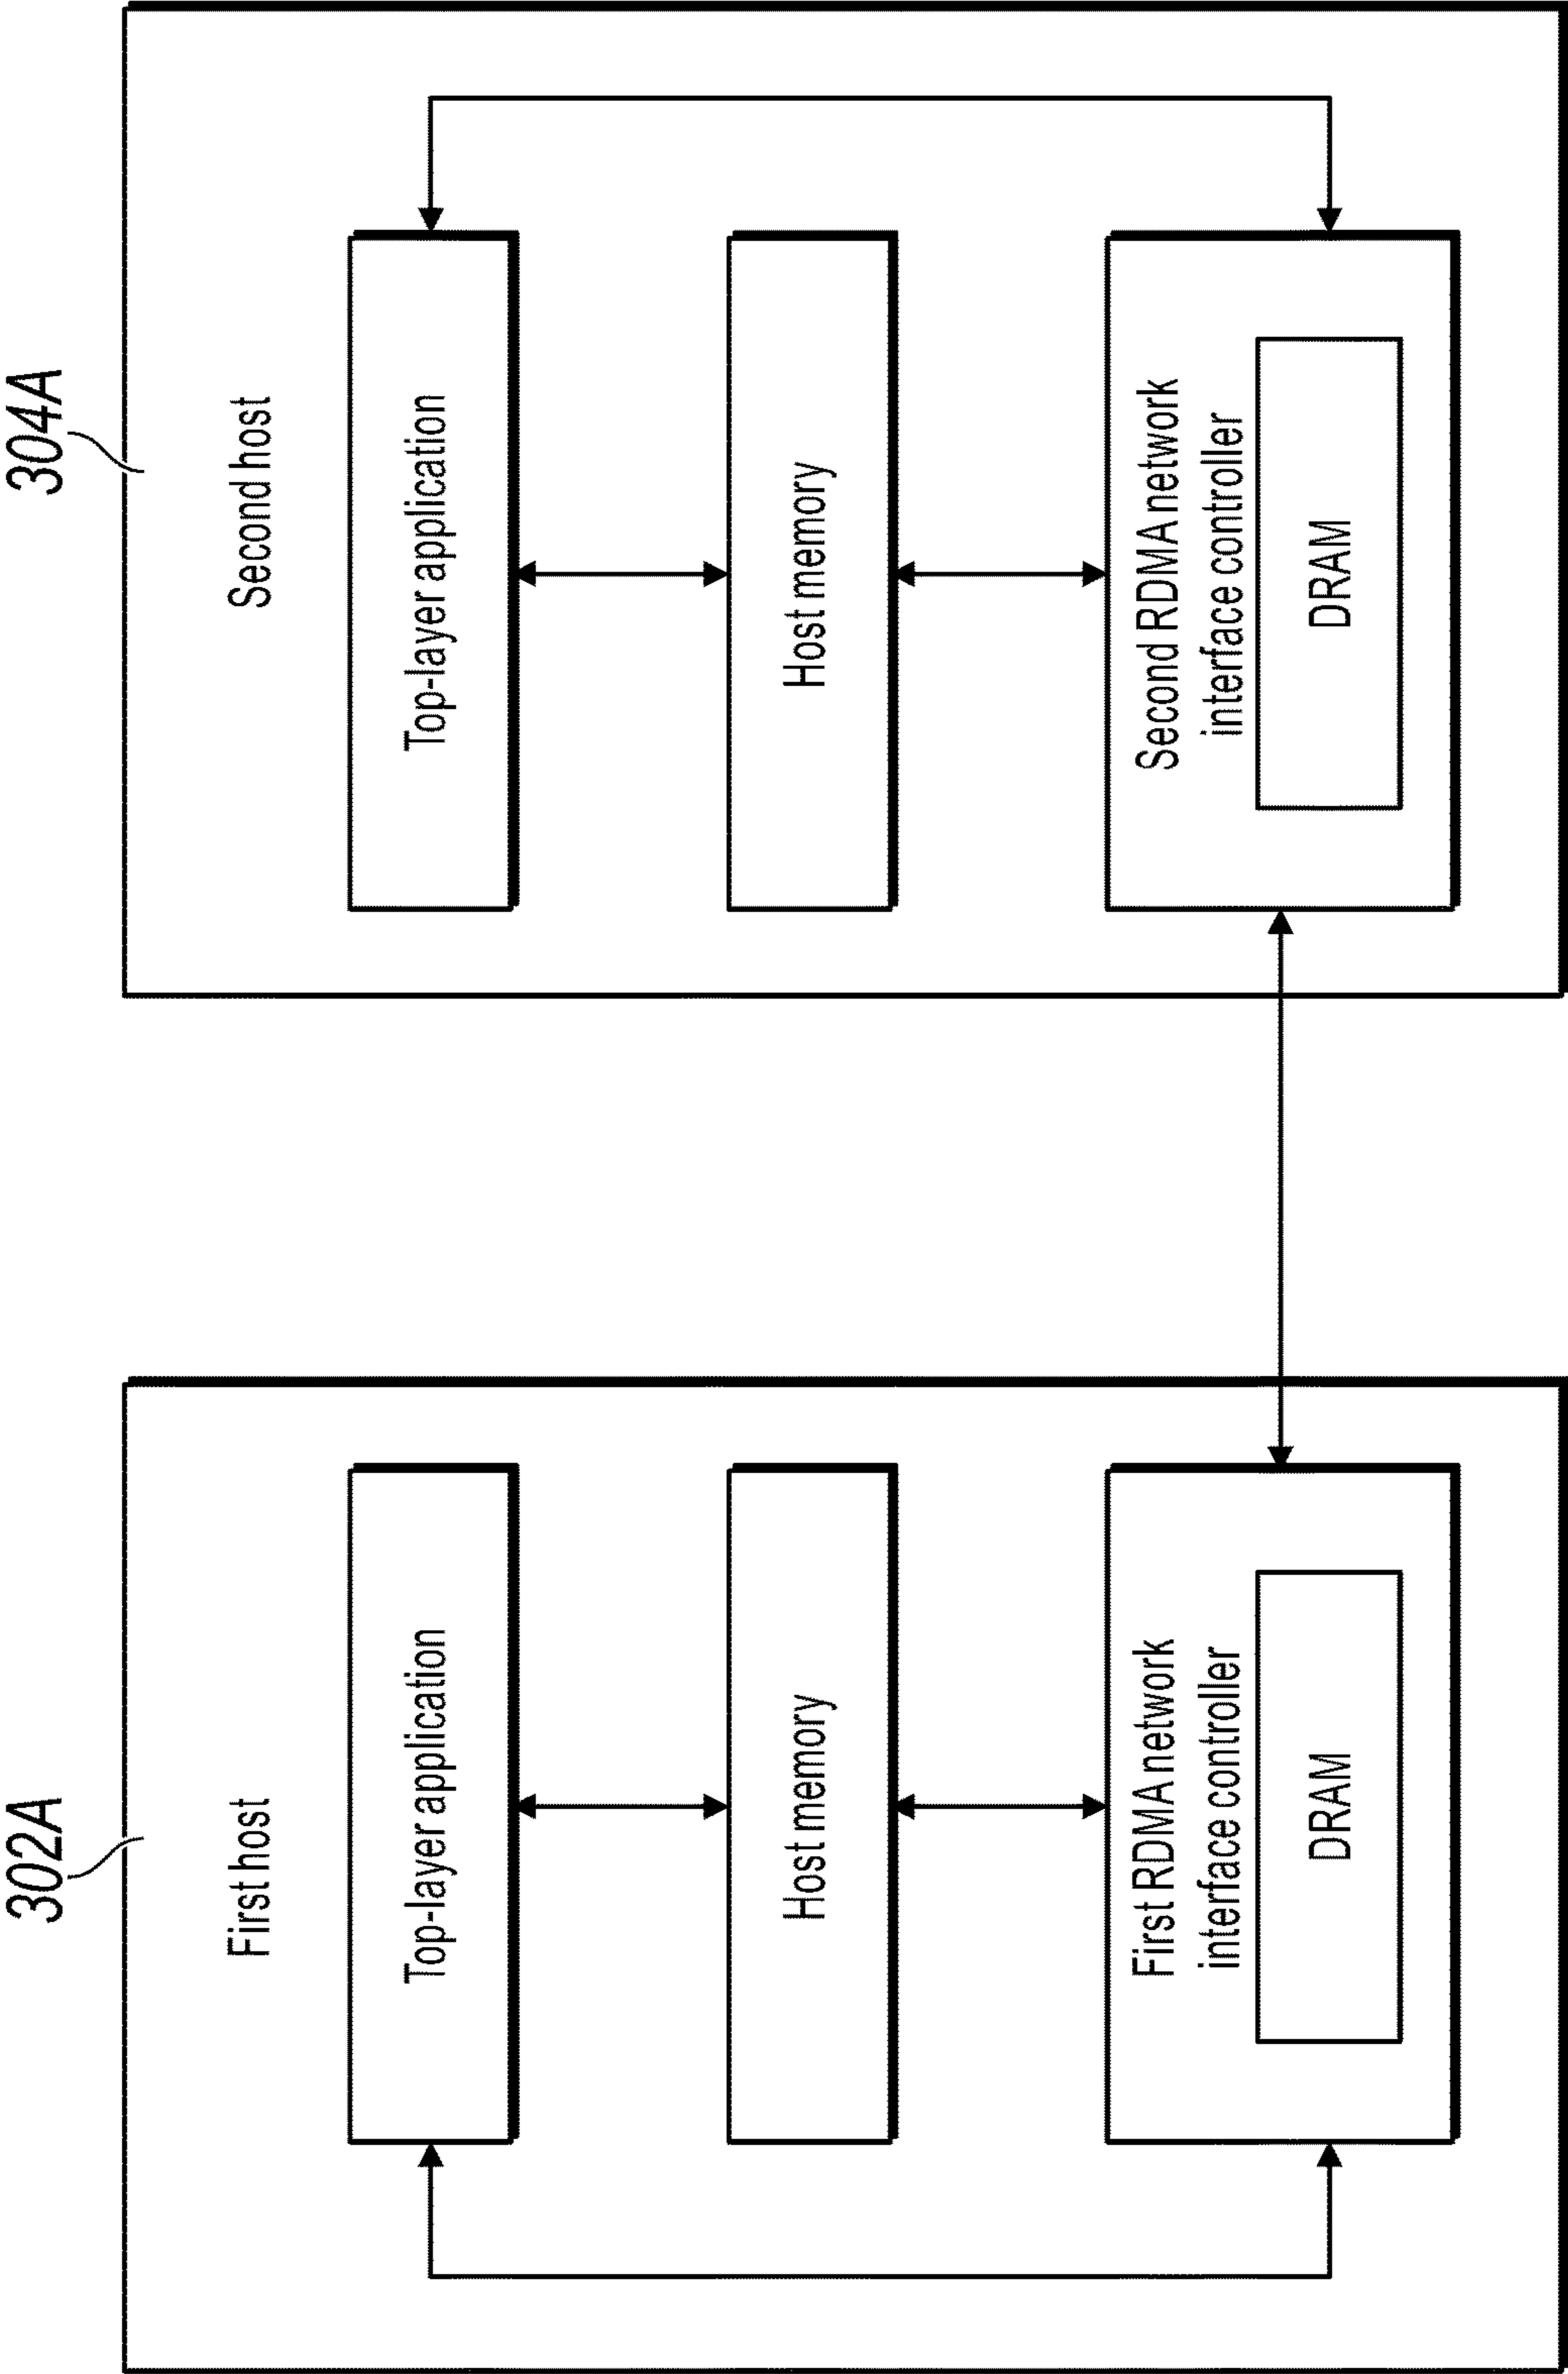 302A
First host
Top-layer application
Host memory
First RDMA network
interface controller
DRAM
304A
Second host
Top-layer application
Host memory
Second RDMA network
interface controller
DRAM